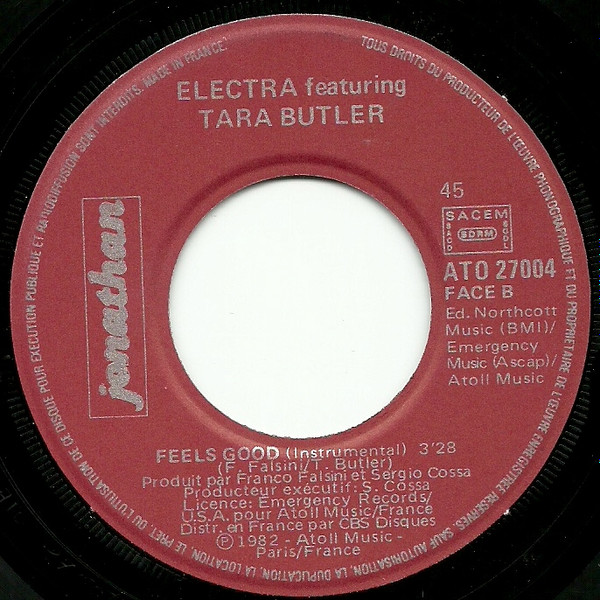 ELECTRA featuring
TARA BUTLER
jonathan
45
SACEM
SACD
SDRM
SGDL
ATO 27004
FACE B
Ed. Northcott
Music (BMI)/
Emergency
Music (Ascap)/
Atoll Music
FEELS GOOD (Instrumental) 3'28
(F. Falsini/T. Butler)
Produit par Franco Falsini et Sergio Cossa
Producteur exécutif: S. Cossa
Licence: Emergency Records/
U.S.A. pour Atoll Music/France
Distr. en France par CBS Disques
Ⓟ 1982 - Atoll Music -
Paris/France
TOUS DROITS DU PRODUCTEUR DE L'ŒUVRE PHONOGRAPHIQUE ET DU PROPRIETAIRE DE L'ŒUVRE ENREGISTREE RESERVES. SAUF AUTORISATION, LA DUPLICATION, LA LOCATION, LE PRET OU L'UTILISATION DE CE DISQUE POUR EXECUTION PUBLIQUE ET RADIODIFFUSION SONT INTERDITS. MADE IN FRANCE.